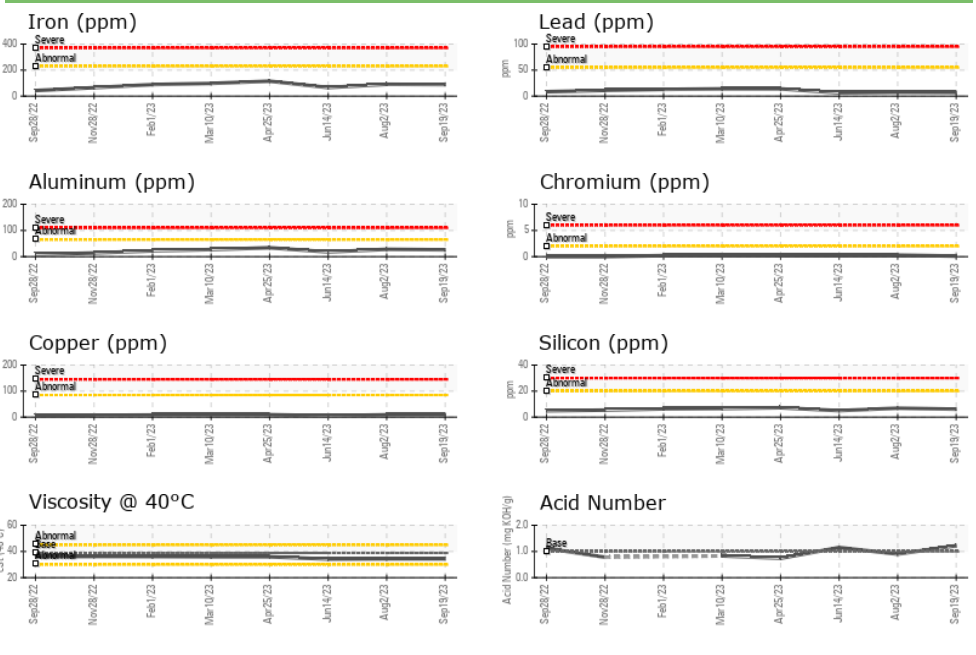 Iron (ppm)
400
200
0
Severe
Abnormal
Sep28/22
Nov28/22
Feb1/23
Mar10/23
Apr25/23
Jun14/23
Aug2/23
Sep19/23
Lead (ppm)
ppm
100
50
0
Severe
Abnormal
Sep28/22
Nov28/22
Feb1/23
Mar10/23
Apr25/23
Jun14/23
Aug2/23
Sep19/23
Aluminum (ppm)
200
100
0
Severe
Abnormal
Sep28/22
Nov28/22
Feb1/23
Mar10/23
Apr25/23
Jun14/23
Aug2/23
Sep19/23
Chromium (ppm)
ppm
10
5
0
Severe
Abnormal
Sep28/22
Nov28/22
Feb1/23
Mar10/23
Apr25/23
Jun14/23
Aug2/23
Sep19/23
Copper (ppm)
200
100
0
Severe
Abnormal
Sep28/22
Nov28/22
Feb1/23
Mar10/23
Apr25/23
Jun14/23
Aug2/23
Sep19/23
Silicon (ppm)
ppm
40
20
0
Severe
Abnormal
Sep28/22
Nov28/22
Feb1/23
Mar10/23
Apr25/23
Jun14/23
Aug2/23
Sep19/23
Viscosity @ 40°C
60
40
20
Abnormal
Base
Abnormal
Sep28/22
Nov28/22
Feb1/23
Mar10/23
Apr25/23
Jun14/23
Aug2/23
Sep19/23
Acid Number
Acid Number (mg KOH/g)
2.0
1.0
0.0
Base
Sep28/22
Nov28/22
Feb1/23
Mar10/23
Apr25/23
Jun14/23
Aug2/23
Sep19/23